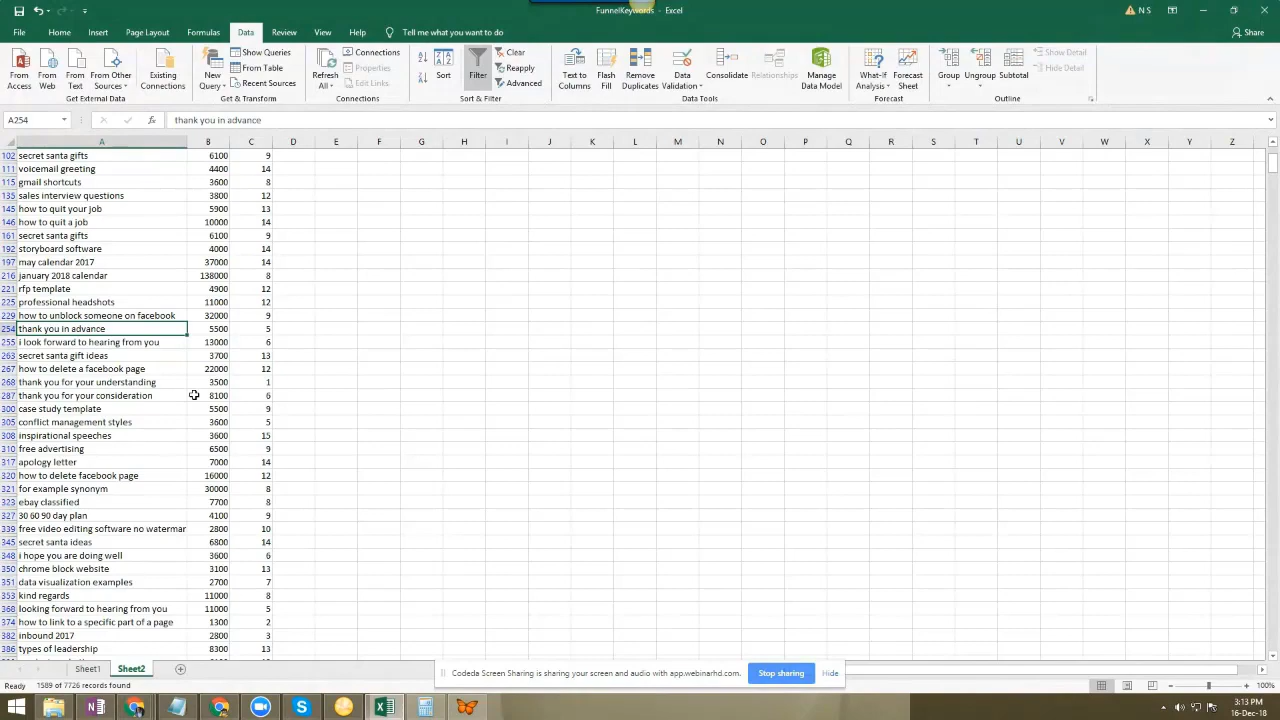 FunnelKeywords - Excel
N S
File Home Insert Page Layout Formulas Data Review View Help Tell me what you want to do
Share
From Access
From Web
From Text
From Other Sources
Existing Connections
Get External Data
New Query
Show Queries
From Table
Recent Sources
Get & Transform
Refresh All
Connections
Properties
Edit Links
Connections
Sort
Filter
Clear
Reapply
Advanced
Sort & Filter
Text to Columns
Flash Fill
Remove Duplicates
Data Validation
Consolidate
Relationships
Manage Data Model
Data Tools
What-If Analysis
Forecast Sheet
Forecast
Group
Ungroup
Subtotal
Show Detail
Hide Detail
Outline
A254 fx thank you in advance
A B C D E F G H I J K L M N O P Q R S T U V W X Y Z
102 secret santa gifts 6100 9
111 voicemail greeting 4400 14
115 gmail shortcuts 3600 8
135 sales interview questions 3800 12
145 how to quit your job 5900 13
146 how to quit a job 10000 14
161 secret santa gifts 6100 9
192 storyboard software 4000 14
197 may calendar 2017 37000 14
216 january 2018 calendar 138000 8
221 rfp template 4900 12
225 professional headshots 11000 12
229 how to unblock someone on facebook 32000 9
254 thank you in advance 5500 5
255 i look forward to hearing from you 13000 6
263 secret santa gift ideas 3700 13
267 how to delete a facebook page 22000 12
268 thank you for your understanding 3500 1
287 thank you for your consideration 8100 6
300 case study template 5500 9
305 conflict management styles 3600 5
308 inspirational speeches 3600 15
310 free advertising 6500 9
317 apology letter 7000 14
320 how to delete facebook page 16000 12
321 for example synonym 30000 8
323 ebay classified 7700 8
327 30 60 90 day plan 4100 9
339 free video editing software no watermar 2800 10
345 secret santa ideas 6800 14
348 i hope you are doing well 3600 6
350 chrome block website 3100 13
351 data visualization examples 2700 7
353 kind regards 11000 8
368 looking forward to hearing from you 11000 5
374 how to link to a specific part of a page 1300 2
382 inbound 2017 2800 3
386 types of leadership 8300 13
Sheet1 Sheet2
Codeda Screen Sharing is sharing your screen and audio with app.webinarhd.com. Stop sharing Hide
Ready 1589 of 7726 records found
100%
3:13 PM
16-Dec-18